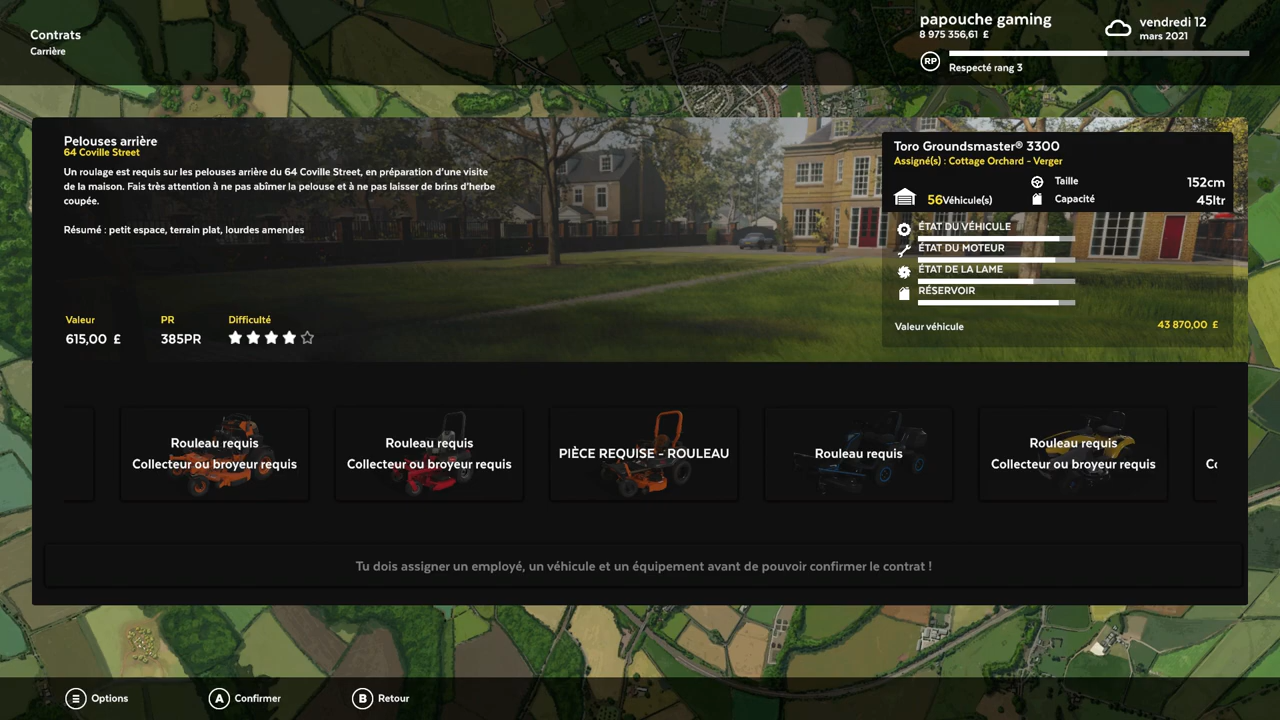 Contrats
Carrière
papouche gaming
8 975 356,61 £
vendredi 12
mars 2021
RP
Respecté rang 3
Pelouses arrière
64 Coville Street
Un roulage est requis sur les pelouses arrière du 64 Coville Street, en préparation d'une visite
de la maison. Fais très attention à ne pas abîmer la pelouse et à ne pas laisser de brins d'herbe
coupée.
Résumé : petit espace, terrain plat, lourdes amendes
Valeur
615,00 £
PR
385PR
Difficulté
Toro Groundsmaster® 3300
Assigné(s) : Cottage Orchard - Verger
56Véhicule(s)
Taille
152cm
Capacité
45ltr
ÉTAT DU VÉHICULE
ÉTAT DU MOTEUR
ÉTAT DE LA LAME
RÉSERVOIR
Valeur véhicule
43 870,00 £
Rouleau requis
Collecteur ou broyeur requis
Rouleau requis
Collecteur ou broyeur requis
PIÈCE REQUISE - ROULEAU
Rouleau requis
Rouleau requis
Collecteur ou broyeur requis
Co
Tu dois assigner un employé, un véhicule et un équipement avant de pouvoir confirmer le contrat !
Options
A Confirmer
B Retour